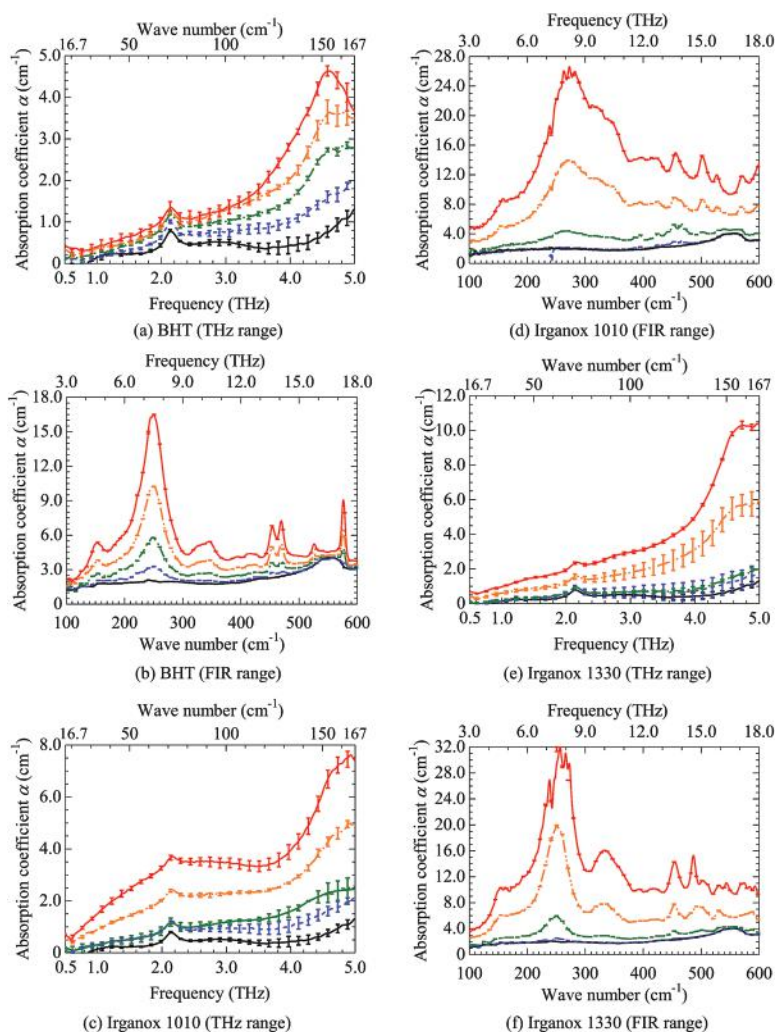 Wave number (cm⁻¹)
16.7 50 100 150 167
Absorption coefficient α (cm⁻¹)
5.0
4.0
3.0
2.0
1.0
0.0
0.5 1.0 2.0 3.0 4.0 5.0
Frequency (THz)
(a) BHT (THz range)
Frequency (THz)
3.0 6.0 9.0 12.0 15.0 18.0
Absorption coefficient α (cm⁻¹)
18.0
15.0
12.0
9.0
6.0
3.0
0
100 200 300 400 500 600
Wave number (cm⁻¹)
(b) BHT (FIR range)
Wave number (cm⁻¹)
16.7 50 100 150 167
Absorption coefficient α (cm⁻¹)
8.0
6.0
4.0
2.0
0.0
0.5 1.0 2.0 3.0 4.0 5.0
Frequency (THz)
(c) Irganox 1010 (THz range)
Frequency (THz)
3.0 6.0 9.0 12.0 15.0 18.0
Absorption coefficient α (cm⁻¹)
28.0
24.0
20.0
16.0
12.0
8.0
4.0
0
100 200 300 400 500 600
Wave number (cm⁻¹)
(d) Irganox 1010 (FIR range)
Wave number (cm⁻¹)
16.7 50 100 150 167
Absorption coefficient α (cm⁻¹)
12.0
10.0
8.0
6.0
4.0
2.0
0
0.5 1.0 2.0 3.0 4.0 5.0
Frequency (THz)
(e) Irganox 1330 (THz range)
Frequency (THz)
3.0 6.0 9.0 12.0 15.0 18.0
Absorption coefficient α (cm⁻¹)
32.0
28.0
24.0
20.0
16.0
12.0
8.0
4.0
0
100 200 300 400 500 600
Wave number (cm⁻¹)
(f) Irganox 1330 (FIR range)